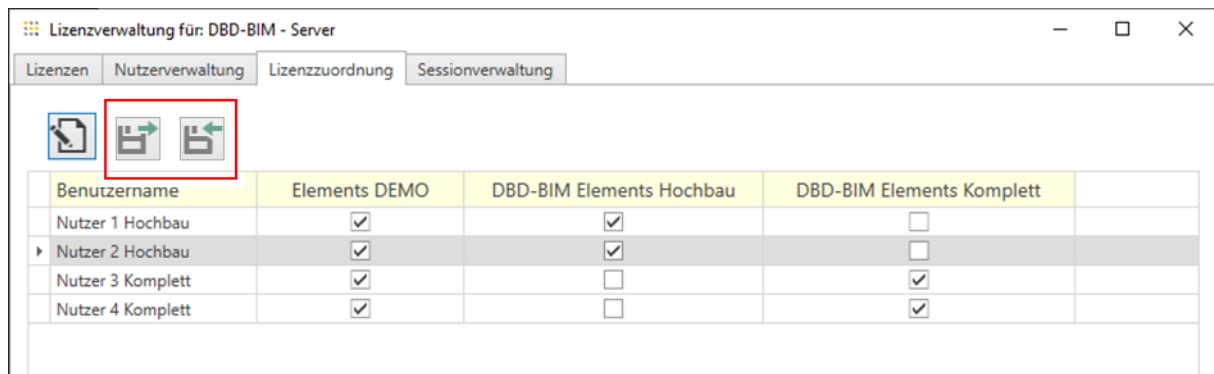 Lizenzverwaltung für: DBD-BIM - Server
Lizenzen Nutzerverwaltung Lizenzzuordnung Sessionverwaltung
Benutzername Elements DEMO DBD-BIM Elements Hochbau DBD-BIM Elements Komplett
Nutzer 1 Hochbau
Nutzer 2 Hochbau
Nutzer 3 Komplett
Nutzer 4 Komplett